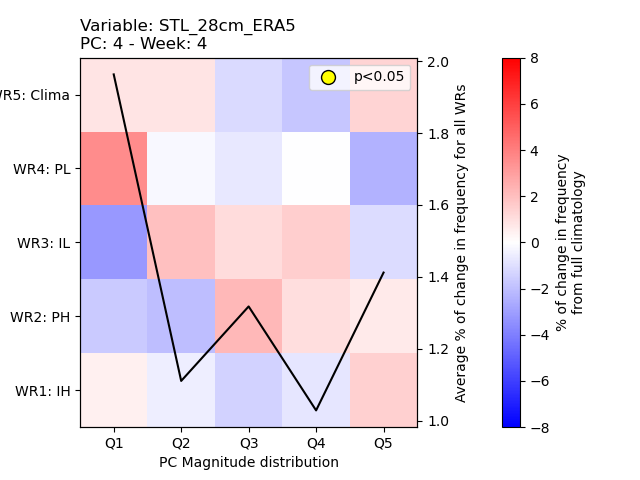 Variable: STL_28cm_ERA5
PC: 4 - Week: 4
p<0.05
WR5: Clima
WR4: PL
WR3: IL
WR2: PH
WR1: IH
Q1 Q2 Q3 Q4 Q5
PC Magnitude distribution
2.0
1.8
1.6
1.4
1.2
1.0
Average % of change in frequency for all WRs
8
6
4
2
0
−2
−4
−6
−8
% of change in frequency
from full climatology